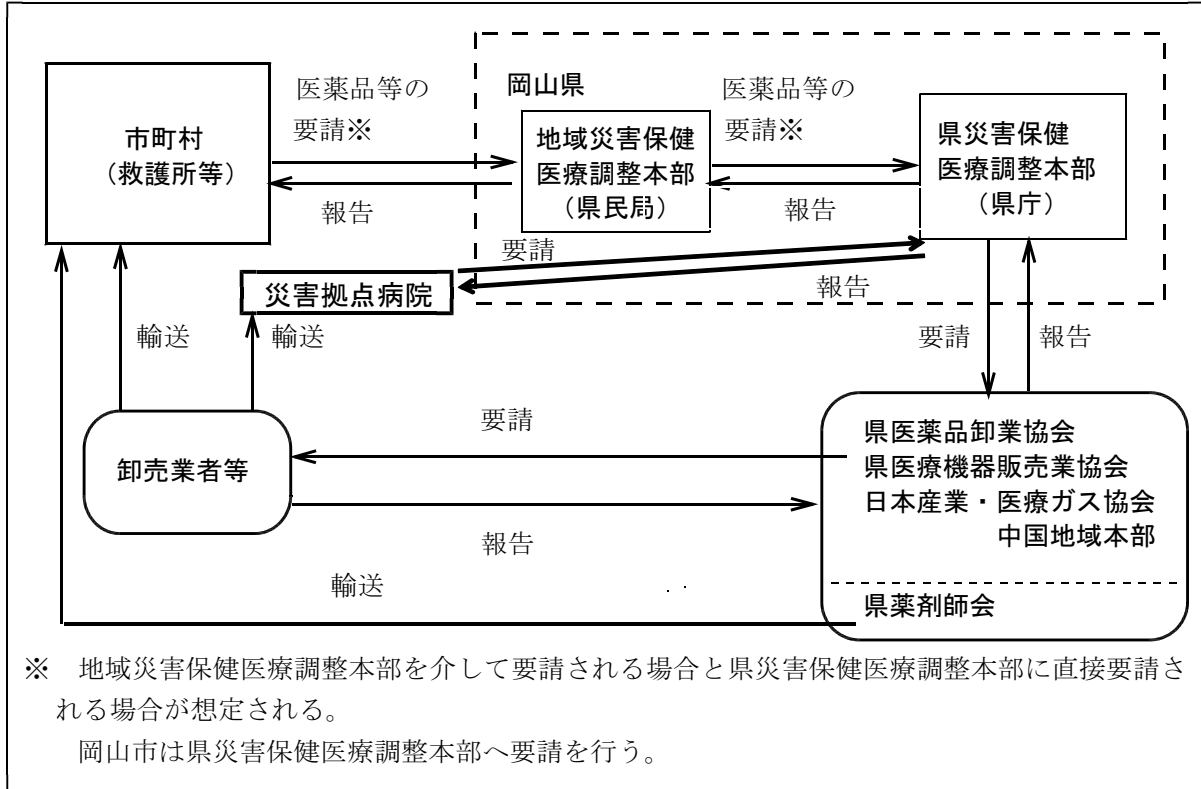 岡山県
医薬品等の
要請※
医薬品等の
要請※
市町村
（救護所等）
地域災害保健
医療調整本部
（県民局）
県災害保健
医療調整本部
（県庁）
報告
報告
要請
災害拠点病院
報告
輸送
輸送
要請
報告
要請
卸売業者等
県医薬品卸業協会
県医療機器販売業協会
日本産業・医療ガス協会
中国地域本部
報告
輸送
県薬剤師会
※　地域災害保健医療調整本部を介して要請される場合と県災害保健医療調整本部に直接要請さ
れる場合が想定される。
岡山市は県災害保健医療調整本部へ要請を行う。